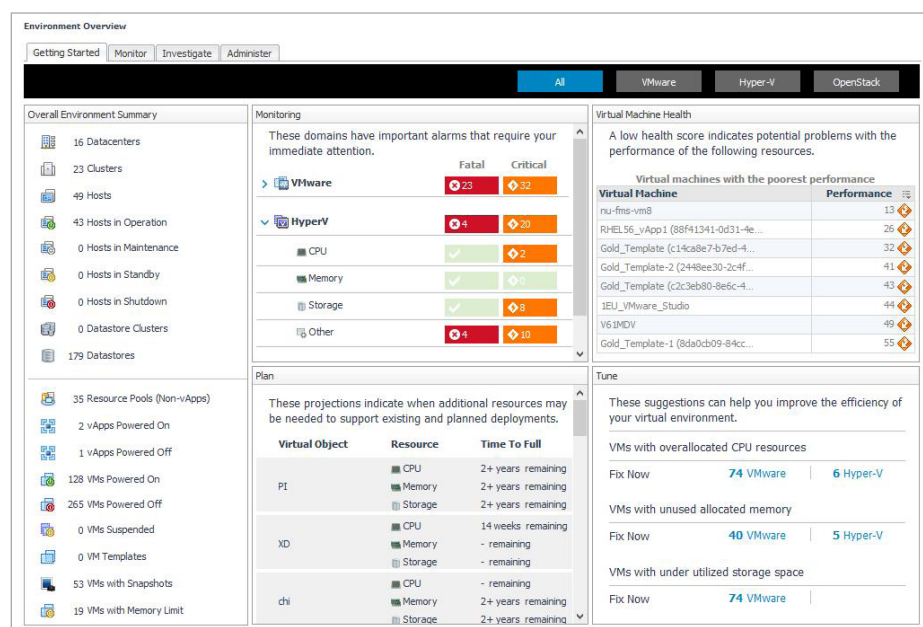 Environment Overview
Getting Started Monitor Investigate Administer
All VMware Hyper-V OpenStack
Overall Environment Summary
16 Datacenters
23 Clusters
49 Hosts
43 Hosts in Operation
0 Hosts in Maintenance
0 Hosts in Standby
0 Hosts in Shutdown
0 Datastore Clusters
179 Datastores
35 Resource Pools (Non-vApps)
2 vApps Powered On
1 vApps Powered Off
128 VMs Powered On
265 VMs Powered Off
0 VMs Suspended
0 VM Templates
53 VMs with Snapshots
19 VMs with Memory Limit
Monitoring
These domains have important alarms that require your
immediate attention.
Fatal Critical
VMware 23 32
HyperV 4 20
CPU 2
Memory 0
Storage 8
Other 4 10
Virtual Machine Health
A low health score indicates potential problems with the
performance of the following resources.
Virtual machines with the poorest performance
Virtual Machine Performance
nu-fms-vm8 13
RHEL56_vApp1 (88f41341-0d31-4e... 26
Gold_Template (c14ca8e7-b7ed-4... 32
Gold_Template-2 (2448ee30-2c4f... 41
Gold_Template (c2c3eb80-8e6c-4... 43
1EU_VMware_Studio 44
V61MDV 49
Gold_Template-1 (8da0cb09-84cc... 55
Plan
These projections indicate when additional resources may
be needed to support existing and planned deployments.
Virtual Object Resource Time To Full
CPU 2+ years remaining
PI Memory 2+ years remaining
Storage 2+ years remaining
CPU 14 weeks remaining
XD Memory - remaining
Storage - remaining
CPU - remaining
chi Memory 2+ years remaining
Storage 2+ years remaining
Tune
These suggestions can help you improve the efficiency of
your virtual environment.
VMs with overallocated CPU resources
Fix Now 74 VMware 6 Hyper-V
VMs with unused allocated memory
Fix Now 40 VMware 5 Hyper-V
VMs with under utilized storage space
Fix Now 74 VMware